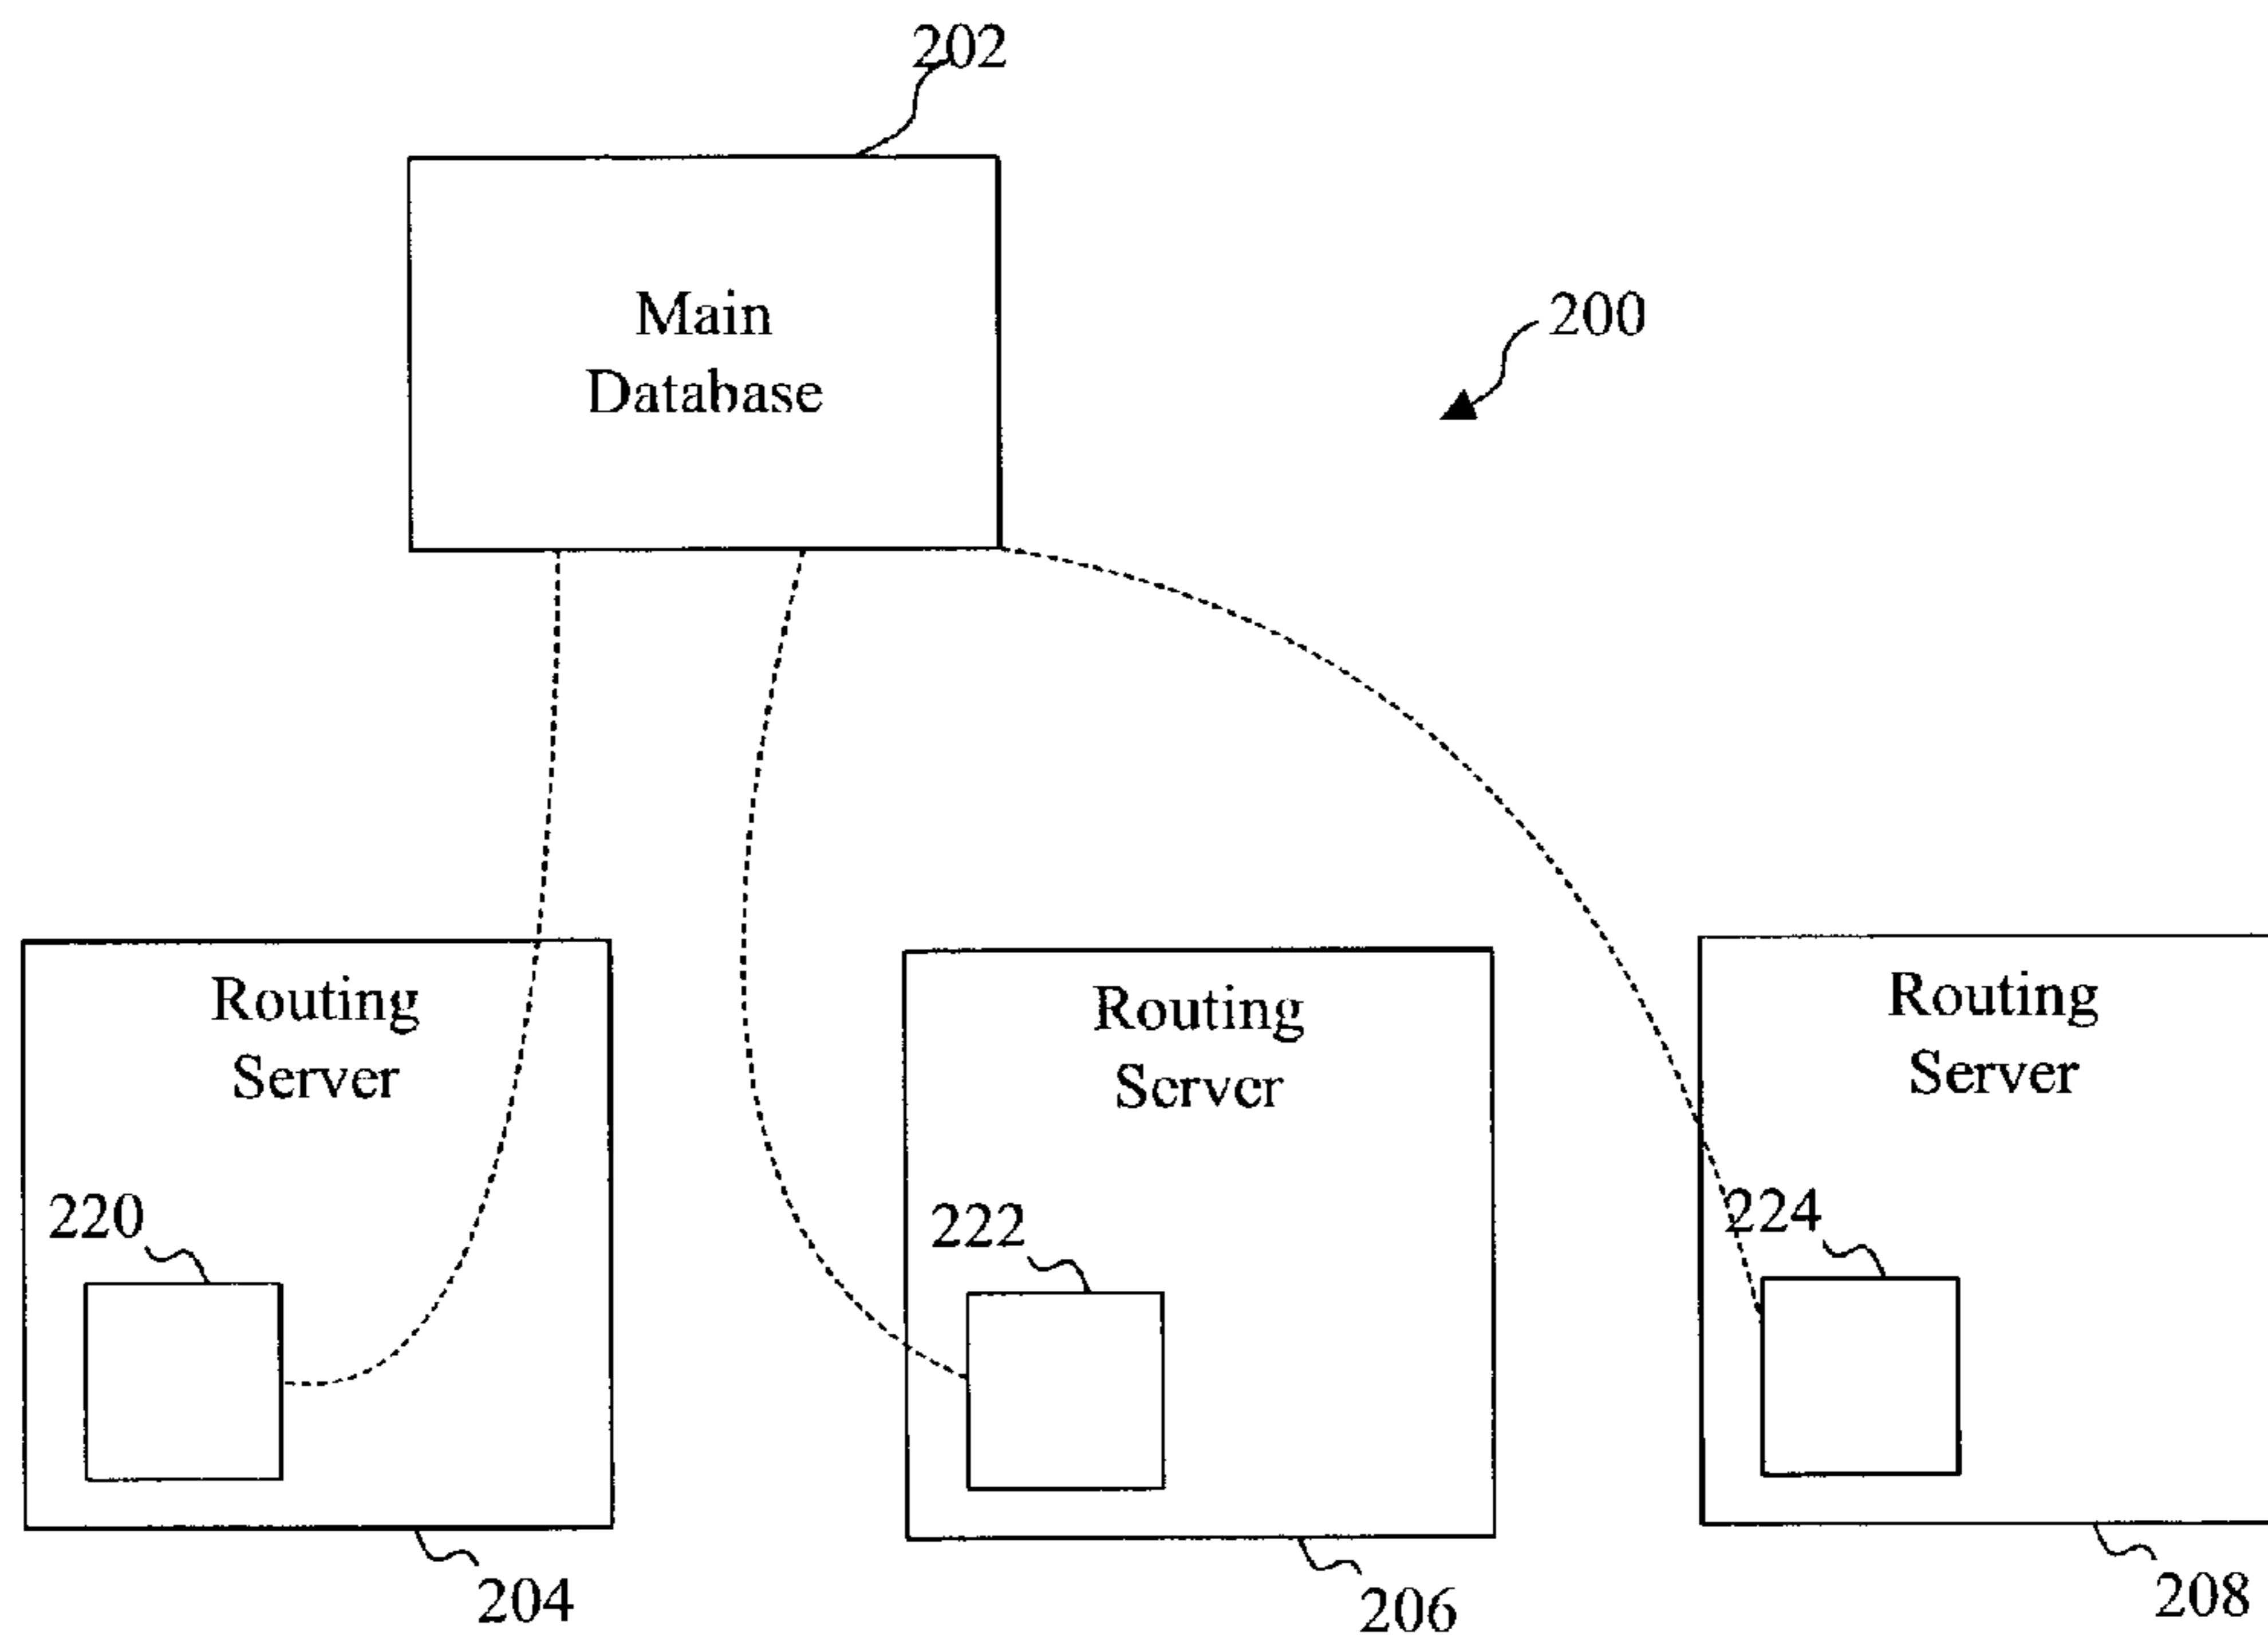 202
Main
Database
200
Routing
Server
Routing
Server
Routing
Server
220
222
224
204
206
208